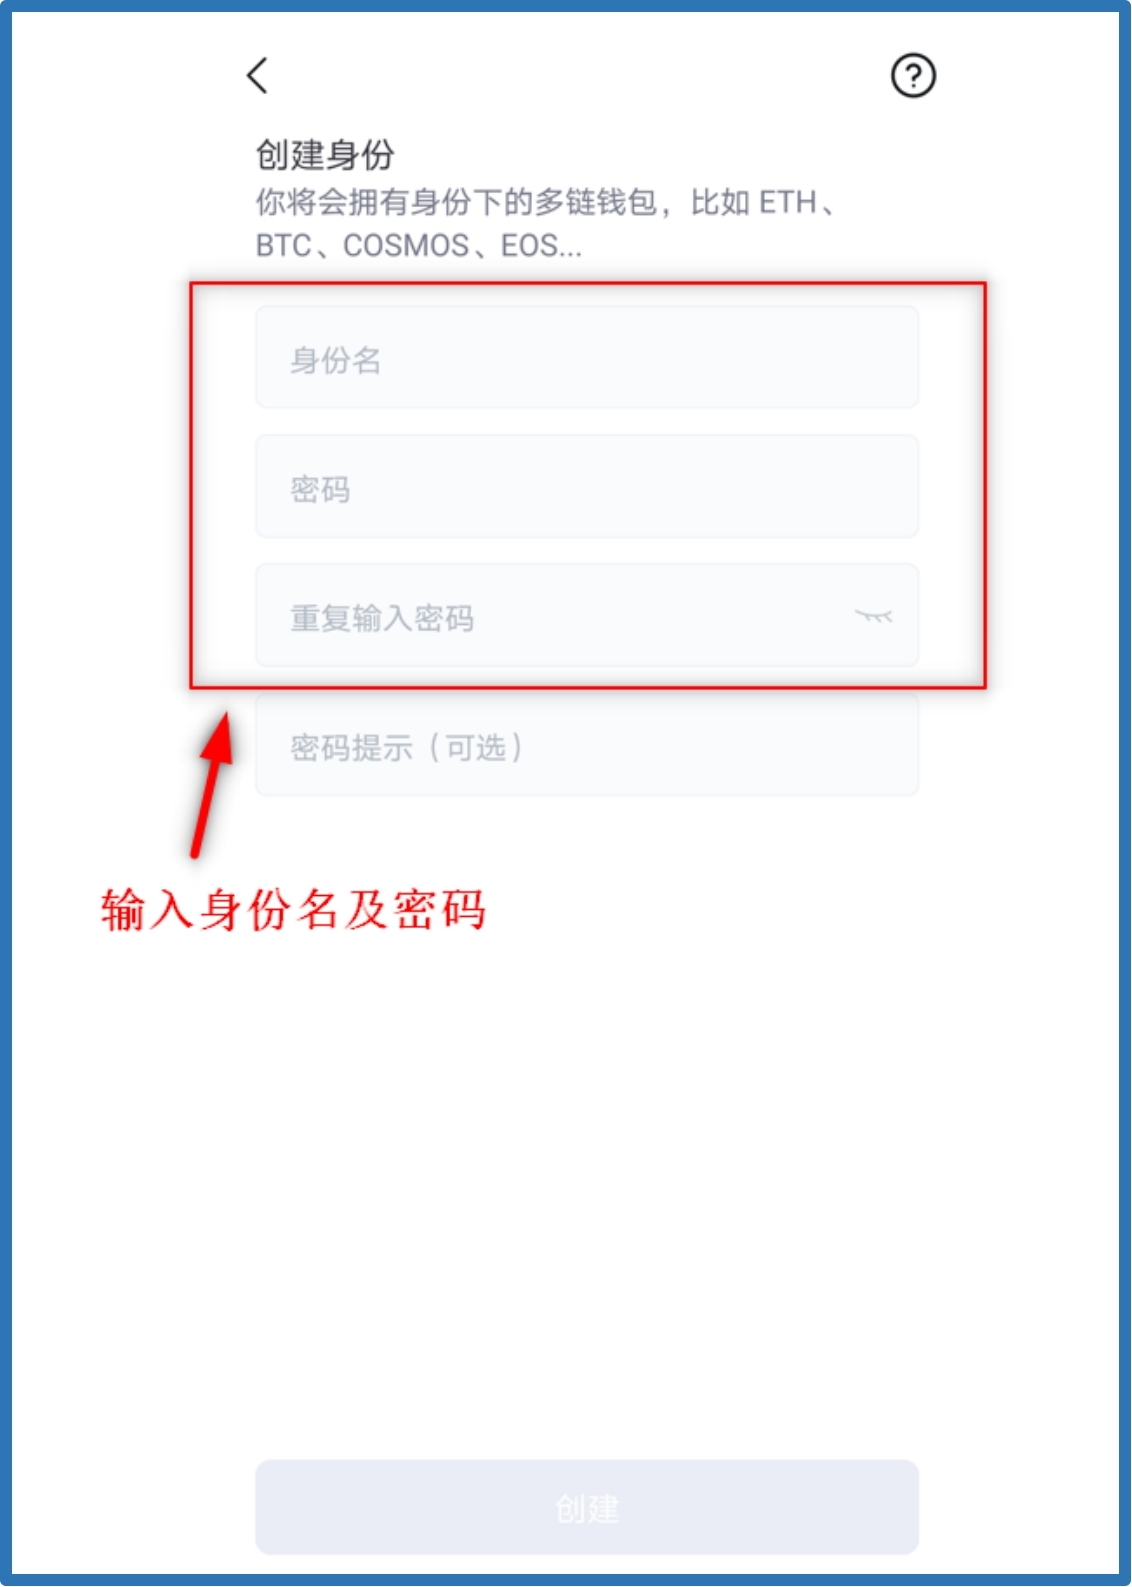 创建身份
你将会拥有身份下的多链钱包，比如 ETH、
BTC、COSMOS、EOS...
身份名
密码
重复输入密码
密码提示（可选）
输入身份名及密码
创建